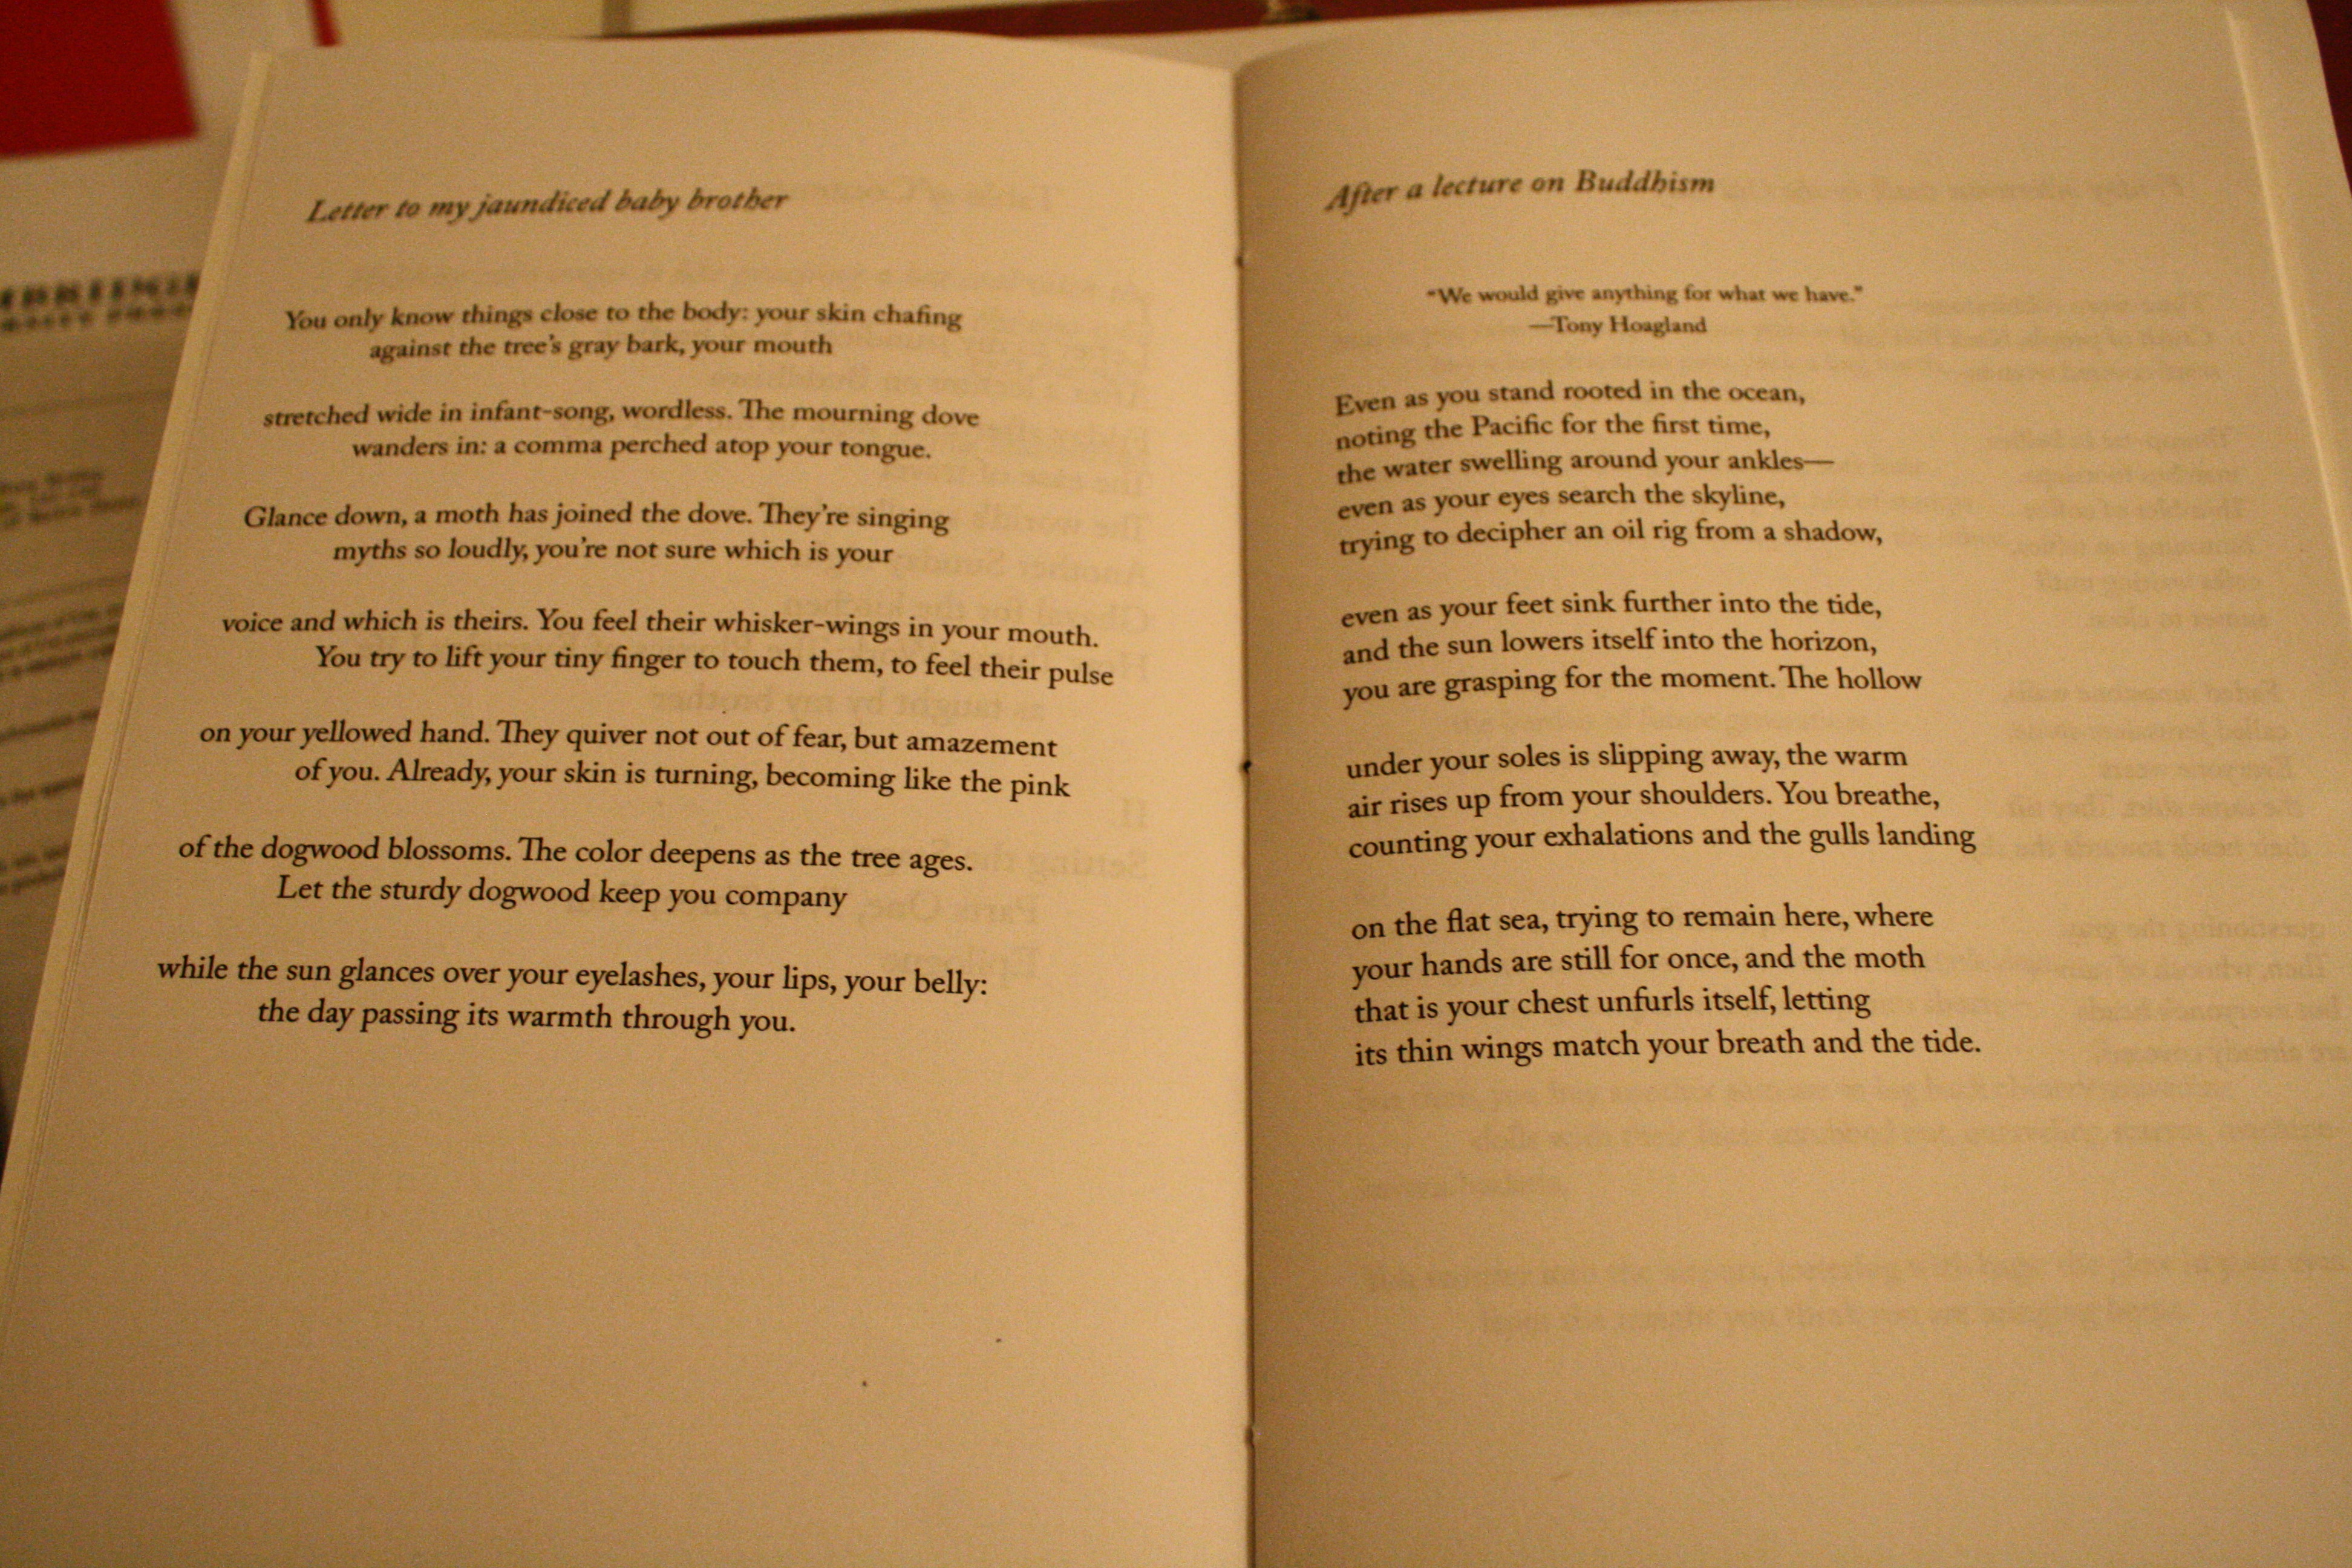 Letter to my jaundiced baby brother
You only know things close to the body: your skin chafing
against the tree's gray bark, your mouth
stretched wide in infant-song, wordless. The mourning dove
wanders in: a comma perched atop your tongue.
Glance down, a moth has joined the dove. They're singing
myths so loudly, you're not sure which is your
voice and which is theirs. You feel their whisker-wings in your mouth.
You try to lift your tiny finger to touch them, to feel their pulse
on your yellowed hand. They quiver not out of fear, but amazement
of you. Already, your skin is turning, becoming like the pink
of the dogwood blossoms. The color deepens as the tree ages.
Let the sturdy dogwood keep you company
while the sun glances over your eyelashes, your lips, your belly:
the day passing its warmth through you.
After a lecture on Buddhism
"We would give anything for what we have."
—Tony Hoagland
Even as you stand rooted in the ocean,
noting the Pacific for the first time,
the water swelling around your ankles—
even as your eyes search the skyline,
trying to decipher an oil rig from a shadow,
even as your feet sink further into the tide,
and the sun lowers itself into the horizon,
you are grasping for the moment. The hollow
under your soles is slipping away, the warm
air rises up from your shoulders. You breathe,
counting your exhalations and the gulls landing
on the flat sea, trying to remain here, where
your hands are still for once, and the moth
that is your chest unfurls itself, letting
its thin wings match your breath and the tide.